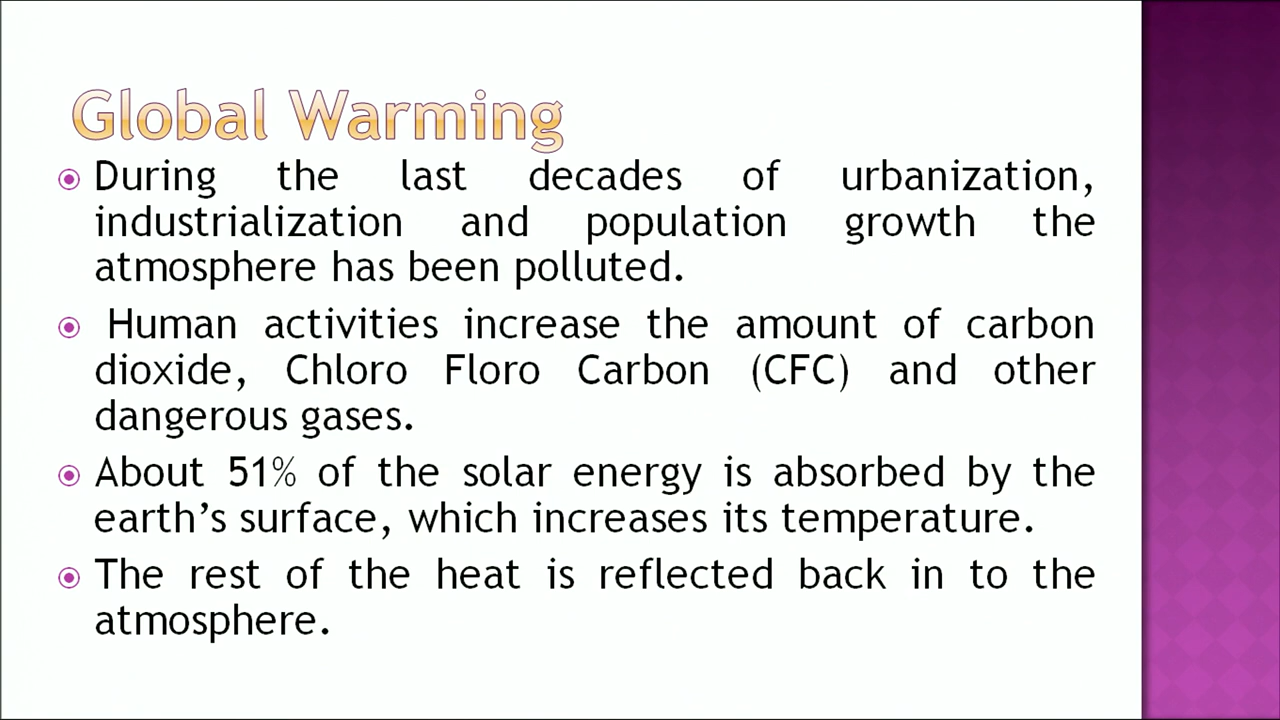 Global Warming
During the last decades of urbanization,
industrialization and population growth the
atmosphere has been polluted.
Human activities increase the amount of carbon
dioxide, Chloro Floro Carbon (CFC) and other
dangerous gases.
About 51% of the solar energy is absorbed by the
earth’s surface, which increases its temperature.
The rest of the heat is reflected back in to the
atmosphere.